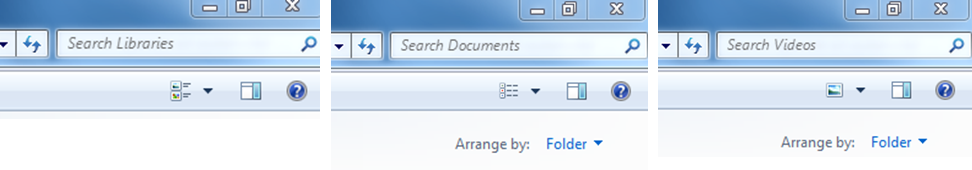 Search Libraries
Search Documents
Search Videos
Arrange by: Folder
Arrange by: Folder